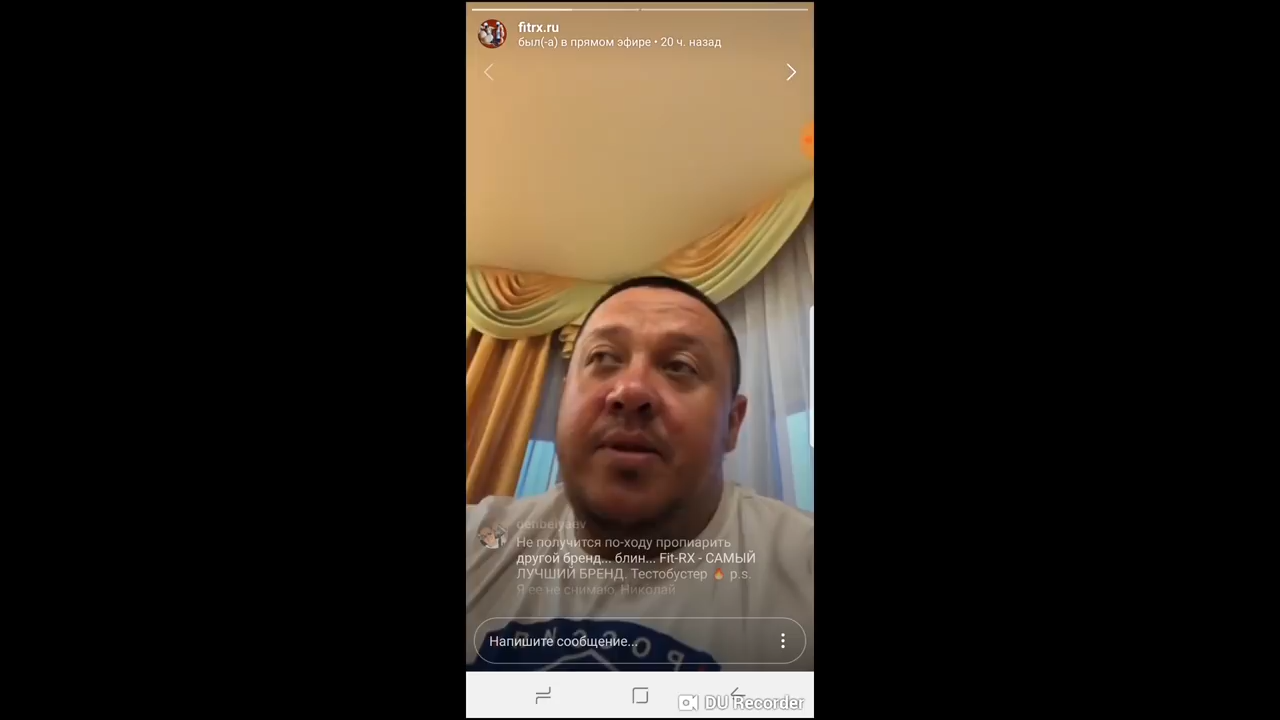 fitrx.ru
был(-а) в прямом эфире • 20 ч. назад
denbelyaev
Не получится по-ходу пропиарить
другой бренд... блин... Fit-RX - САМЫЙ
ЛУЧШИЙ БРЕНД. Тестобустер 🔥 p.s.
Я ее не снимаю, Николай
Напишите сообщение...
DU Recorder